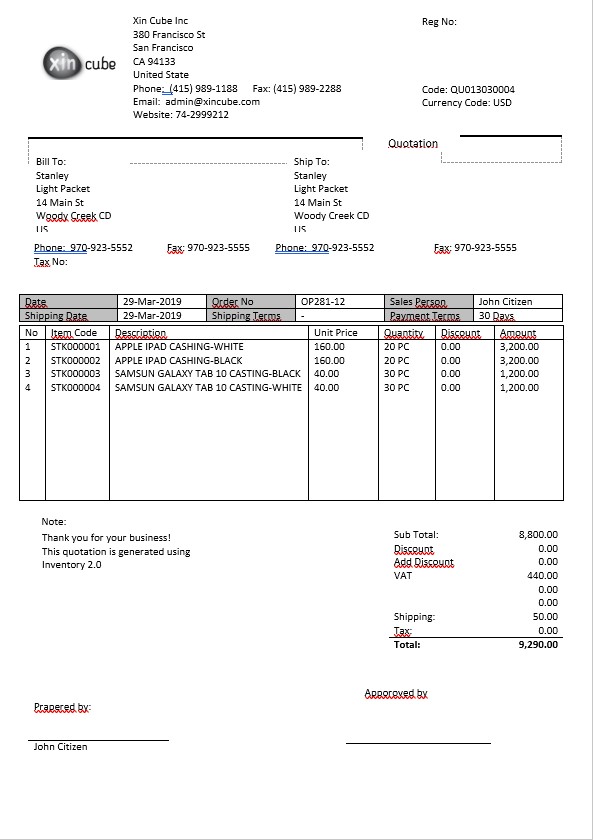 xin cube
Xin Cube Inc
380 Francisco St
San Francisco
CA 94133
United State
Phone: (415) 989-1188 Fax: (415) 989-2288
Email: admin@xincube.com
Website: 74-2999212
Reg No:
Code: QU013030004
Currency Code: USD
Quotation
Bill To:
Stanley
Light Packet
14 Main St
Woody Creek CD
US
Ship To:
Stanley
Light Packet
14 Main St
Woody Creek CD
US
Phone: 970-923-5552 Fax: 970-923-5555 Phone: 970-923-5552 Fax: 970-923-5555
Tax No:
Date 29-Mar-2019 Order No OP281-12 Sales Person John Citizen
Shipping Date 29-Mar-2019 Shipping Terms - Payment Terms 30 Days
No Item Code Description Unit Price Quantity Discount Amount
1 STK000001 APPLE IPAD CASHING-WHITE 160.00 20 PC 0.00 3,200.00
2 STK000002 APPLE IPAD CASHING-BLACK 160.00 20 PC 0.00 3,200.00
3 STK000003 SAMSUN GALAXY TAB 10 CASTING-BLACK 40.00 30 PC 0.00 1,200.00
4 STK000004 SAMSUN GALAXY TAB 10 CASTING-WHITE 40.00 30 PC 0.00 1,200.00
Note:
Thank you for your business!
This quotation is generated using
Inventory 2.0
Sub Total: 8,800.00
Discount 0.00
Add Discount 0.00
VAT 440.00
0.00
0.00
Shipping: 50.00
Tax: 0.00
Total: 9,290.00
Prapered by:
Apporoved by
John Citizen